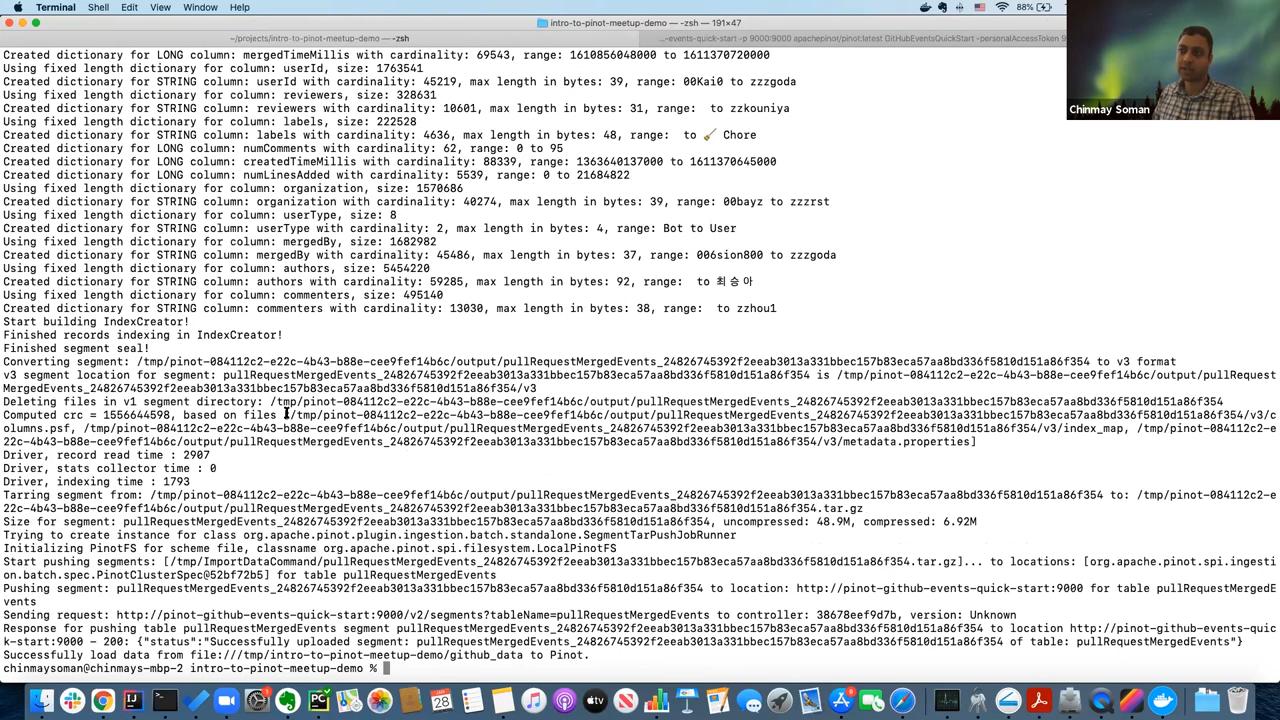 Terminal Shell Edit View Window Help
88%
intro-to-pinot-meetup-demo — -zsh — 191×47
~/projects/intro-to-pinot-meetup-demo — -zsh
...-events-quick-start -p 9000:9000 apachepinot/pinot:latest GitHubEventsQuickStart -personalAccessToken 9
Created dictionary for LONG column: mergedTimeMillis with cardinality: 69543, range: 1610856048000 to 1611370720000
Using fixed length dictionary for column: userId, size: 1763541
Created dictionary for STRING column: userId with cardinality: 45219, max length in bytes: 39, range: 00Kai0 to zzzgoda
Using fixed length dictionary for column: reviewers, size: 328631
Created dictionary for STRING column: reviewers with cardinality: 10601, max length in bytes: 31, range:  to zzkouniya
Using fixed length dictionary for column: labels, size: 222528
Created dictionary for STRING column: labels with cardinality: 4636, max length in bytes: 48, range:  to 🧹 Chore
Created dictionary for LONG column: numComments with cardinality: 62, range: 0 to 95
Created dictionary for LONG column: createdTimeMillis with cardinality: 88339, range: 1363640137000 to 1611370645000
Created dictionary for LONG column: numLinesAdded with cardinality: 5539, range: 0 to 21684822
Using fixed length dictionary for column: organization, size: 1570686
Created dictionary for STRING column: organization with cardinality: 40274, max length in bytes: 39, range: 00bayz to zzzrst
Using fixed length dictionary for column: userType, size: 8
Created dictionary for STRING column: userType with cardinality: 2, max length in bytes: 4, range: Bot to User
Using fixed length dictionary for column: mergedBy, size: 1682982
Created dictionary for STRING column: mergedBy with cardinality: 45486, max length in bytes: 37, range: 006sion800 to zzzgoda
Using fixed length dictionary for column: authors, size: 5454220
Created dictionary for STRING column: authors with cardinality: 59285, max length in bytes: 92, range:  to 최승아
Using fixed length dictionary for column: commenters, size: 495140
Created dictionary for STRING column: commenters with cardinality: 13030, max length in bytes: 38, range:  to zzhou1
Start building IndexCreator!
Finished records indexing in IndexCreator!
Finished segment seal!
Converting segment: /tmp/pinot-084112c2-e22c-4b43-b88e-cee9fef14b6c/output/pullRequestMergedEvents_24826745392f2eeab3013a331bbec157b83eca57aa8bd336f5810d151a86f354 to v3 format
v3 segment location for segment: pullRequestMergedEvents_24826745392f2eeab3013a331bbec157b83eca57aa8bd336f5810d151a86f354 is /tmp/pinot-084112c2-e22c-4b43-b88e-cee9fef14b6c/output/pullRequest
MergedEvents_24826745392f2eeab3013a331bbec157b83eca57aa8bd336f5810d151a86f354/v3
Deleting files in v1 segment directory: /tmp/pinot-084112c2-e22c-4b43-b88e-cee9fef14b6c/output/pullRequestMergedEvents_24826745392f2eeab3013a331bbec157b83eca57aa8bd336f5810d151a86f354
Computed crc = 1556644598, based on files [/tmp/pinot-084112c2-e22c-4b43-b88e-cee9fef14b6c/output/pullRequestMergedEvents_24826745392f2eeab3013a331bbec157b83eca57aa8bd336f5810d151a86f354/v3/c
olumns.psf, /tmp/pinot-084112c2-e22c-4b43-b88e-cee9fef14b6c/output/pullRequestMergedEvents_24826745392f2eeab3013a331bbec157b83eca57aa8bd336f5810d151a86f354/v3/index_map, /tmp/pinot-084112c2-e
22c-4b43-b88e-cee9fef14b6c/output/pullRequestMergedEvents_24826745392f2eeab3013a331bbec157b83eca57aa8bd336f5810d151a86f354/v3/metadata.properties]
Driver, record read time : 2907
Driver, stats collector time : 0
Driver, indexing time : 1793
Tarring segment from: /tmp/pinot-084112c2-e22c-4b43-b88e-cee9fef14b6c/output/pullRequestMergedEvents_24826745392f2eeab3013a331bbec157b83eca57aa8bd336f5810d151a86f354 to: /tmp/pinot-084112c2-e
22c-4b43-b88e-cee9fef14b6c/output/pullRequestMergedEvents_24826745392f2eeab3013a331bbec157b83eca57aa8bd336f5810d151a86f354.tar.gz
Size for segment: pullRequestMergedEvents_24826745392f2eeab3013a331bbec157b83eca57aa8bd336f5810d151a86f354, uncompressed: 48.9M, compressed: 6.92M
Trying to create instance for class org.apache.pinot.plugin.ingestion.batch.standalone.SegmentTarPushJobRunner
Initializing PinotFS for scheme file, classname org.apache.pinot.spi.filesystem.LocalPinotFS
Start pushing segments: [/tmp/ImportDataCommand/pullRequestMergedEvents_24826745392f2eeab3013a331bbec157b83eca57aa8bd336f5810d151a86f354.tar.gz]... to locations: [org.apache.pinot.spi.ingesti
on.batch.spec.PinotClusterSpec@52bf72b5] for table pullRequestMergedEvents
Pushing segment: pullRequestMergedEvents_24826745392f2eeab3013a331bbec157b83eca57aa8bd336f5810d151a86f354 to location: http://pinot-github-events-quick-start:9000 for table pullRequestMergedE
vents
Sending request: http://pinot-github-events-quick-start:9000/v2/segments?tableName=pullRequestMergedEvents to controller: 38678eef9d7b, version: Unknown
Response for pushing table pullRequestMergedEvents segment pullRequestMergedEvents_24826745392f2eeab3013a331bbec157b83eca57aa8bd336f5810d151a86f354 to location http://pinot-github-events-quic
k-start:9000 - 200: {"status":"Successfully uploaded segment: pullRequestMergedEvents_24826745392f2eeab3013a331bbec157b83eca57aa8bd336f5810d151a86f354 of table: pullRequestMergedEvents"}
Successfully load data from file:///tmp/intro-to-pinot-meetup-demo/github_data to Pinot.
chinmaysoman@chinmays-mbp-2 intro-to-pinot-meetup-demo %
Chinmay Soman